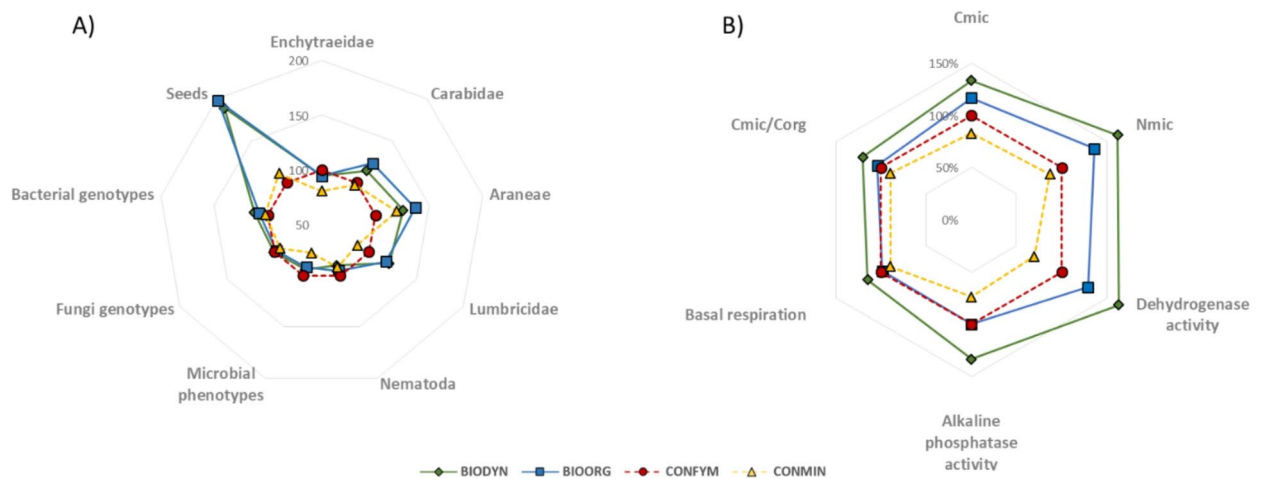 A)
Enchytraeidae
200
Carabidae
150
Seeds
100
Bacterial genotypes
Araneae
50
Fungi genotypes
Lumbricidae
Microbial
phenotypes
Nematoda
B)
Cmic
150%
Cmic/Corg
Nmic
100%
50%
0%
Basal respiration
Dehydrogenase
activity
Alkaline
phosphatase
activity
BIODYN
BIOORG
CONFYM
CONMIN